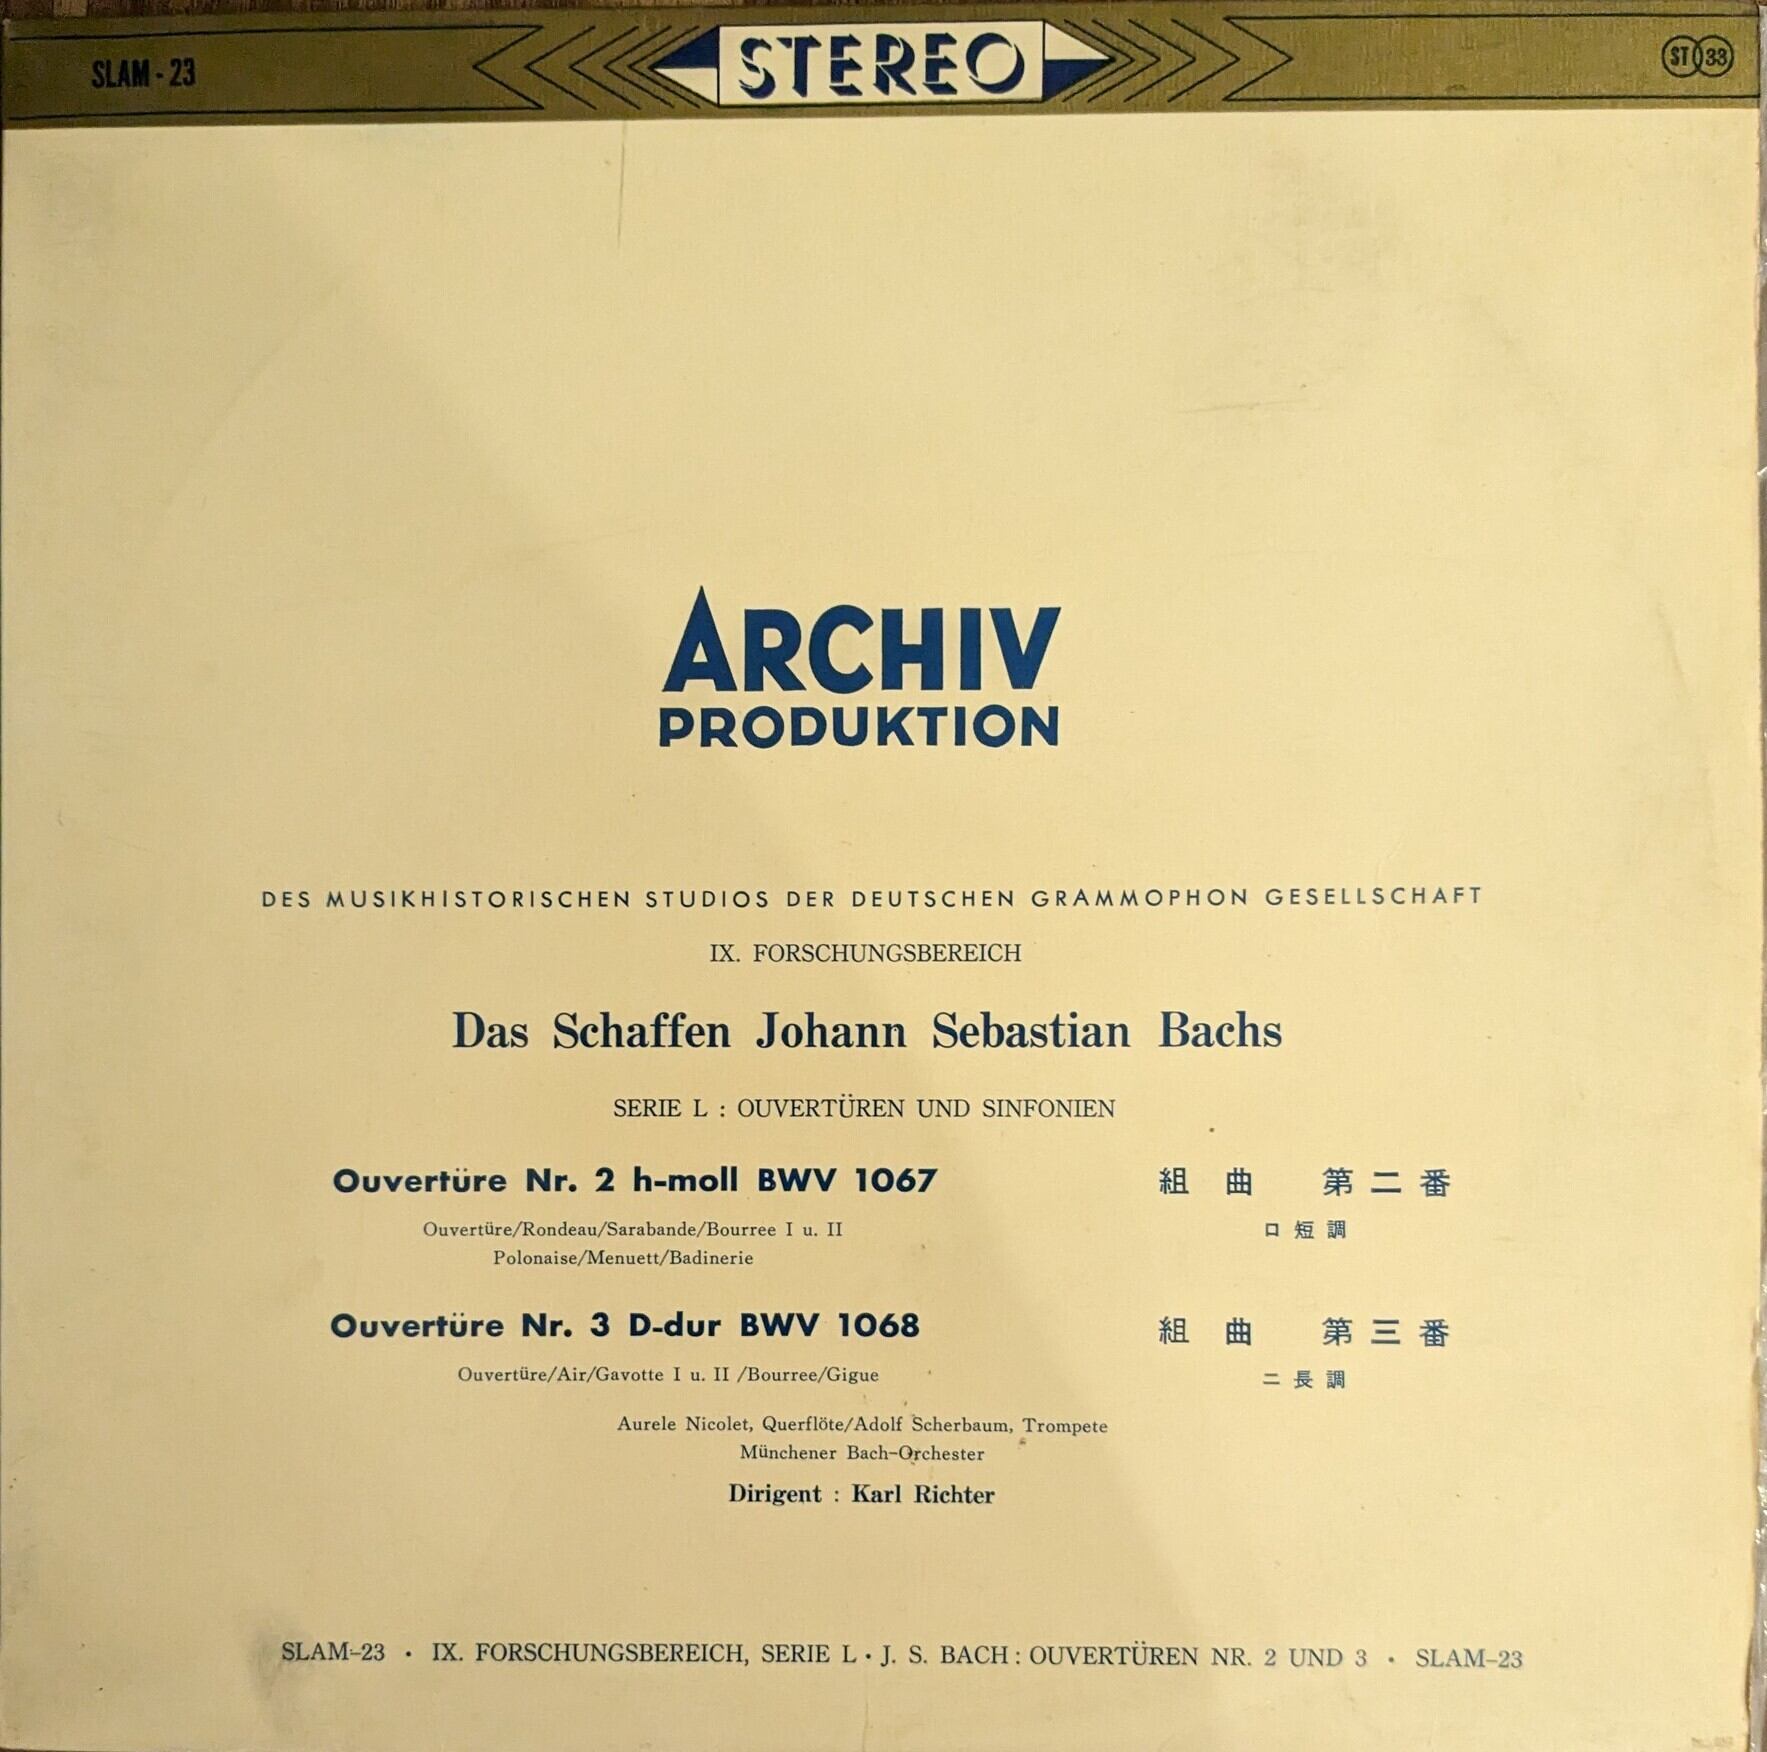 SLAM - 23
STEREO
ST 33
ARCHIV
PRODUKTION
DES MUSIKHISTORISCHEN STUDIOS DER DEUTSCHEN GRAMMOPHON GESELLSCHAFT
IX. FORSCHUNGSBEREICH
Das Schaffen Johann Sebastian Bachs
SERIE L : OUVERTÜREN UND SINFONIEN
Ouvertüre Nr. 2 h-moll BWV 1067 組曲 第二番
Ouvertüre/Rondeau/Sarabande/Bourree I u. II ロ短調
Polonaise/Menuett/Badinerie
Ouvertüre Nr. 3 D-dur BWV 1068 組曲 第三番
Ouvertüre/Air/Gavotte I u. II /Bourree/Gigue ニ長調
Aurele Nicolet, Querflöte/Adolf Scherbaum, Trompete
Münchener Bach-Orchester
Dirigent : Karl Richter
SLAM-23 • IX. FORSCHUNGSBEREICH, SERIE L • J. S. BACH : OUVERTÜREN NR. 2 UND 3 • SLAM-23